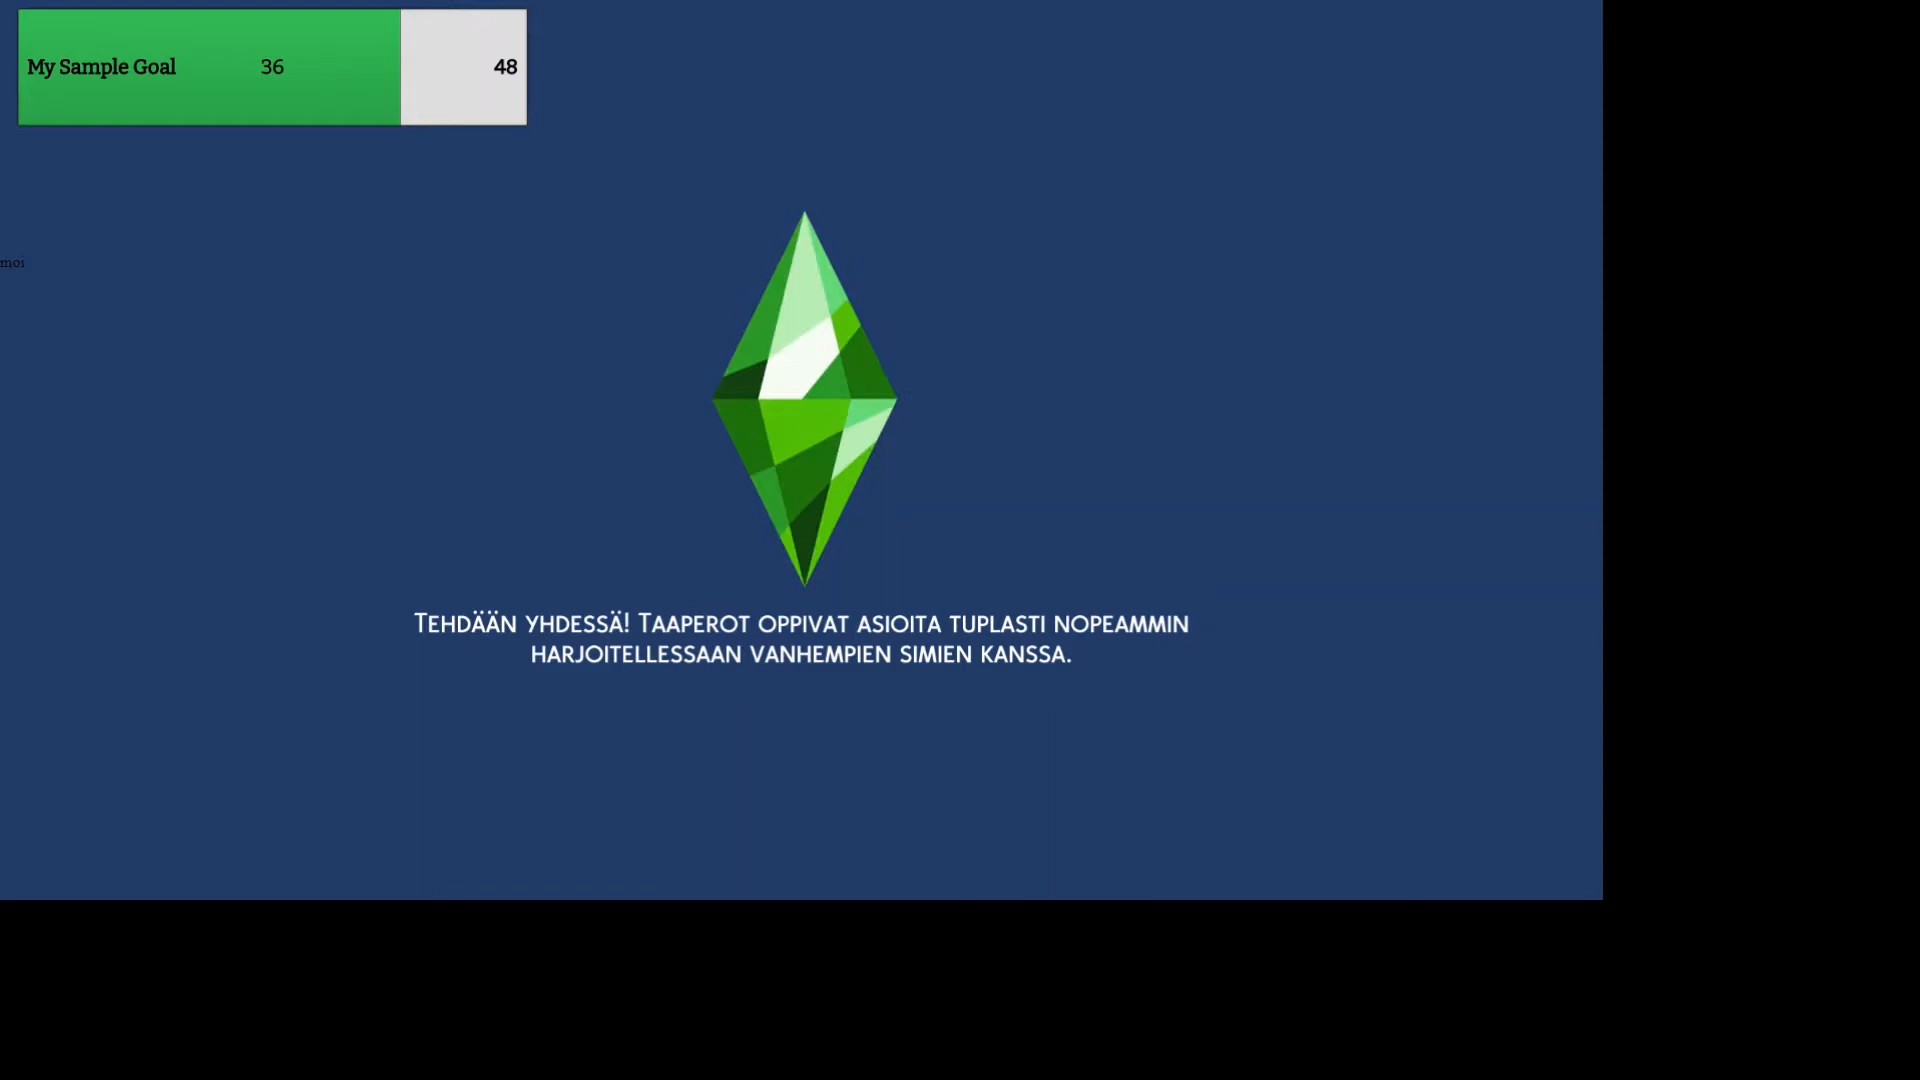 My Sample Goal 36 48
moi
Tehdään yhdessä! Taaperot oppivat asioita tuplasti nopeammin
harjoitellessaan vanhempien simien kanssa.